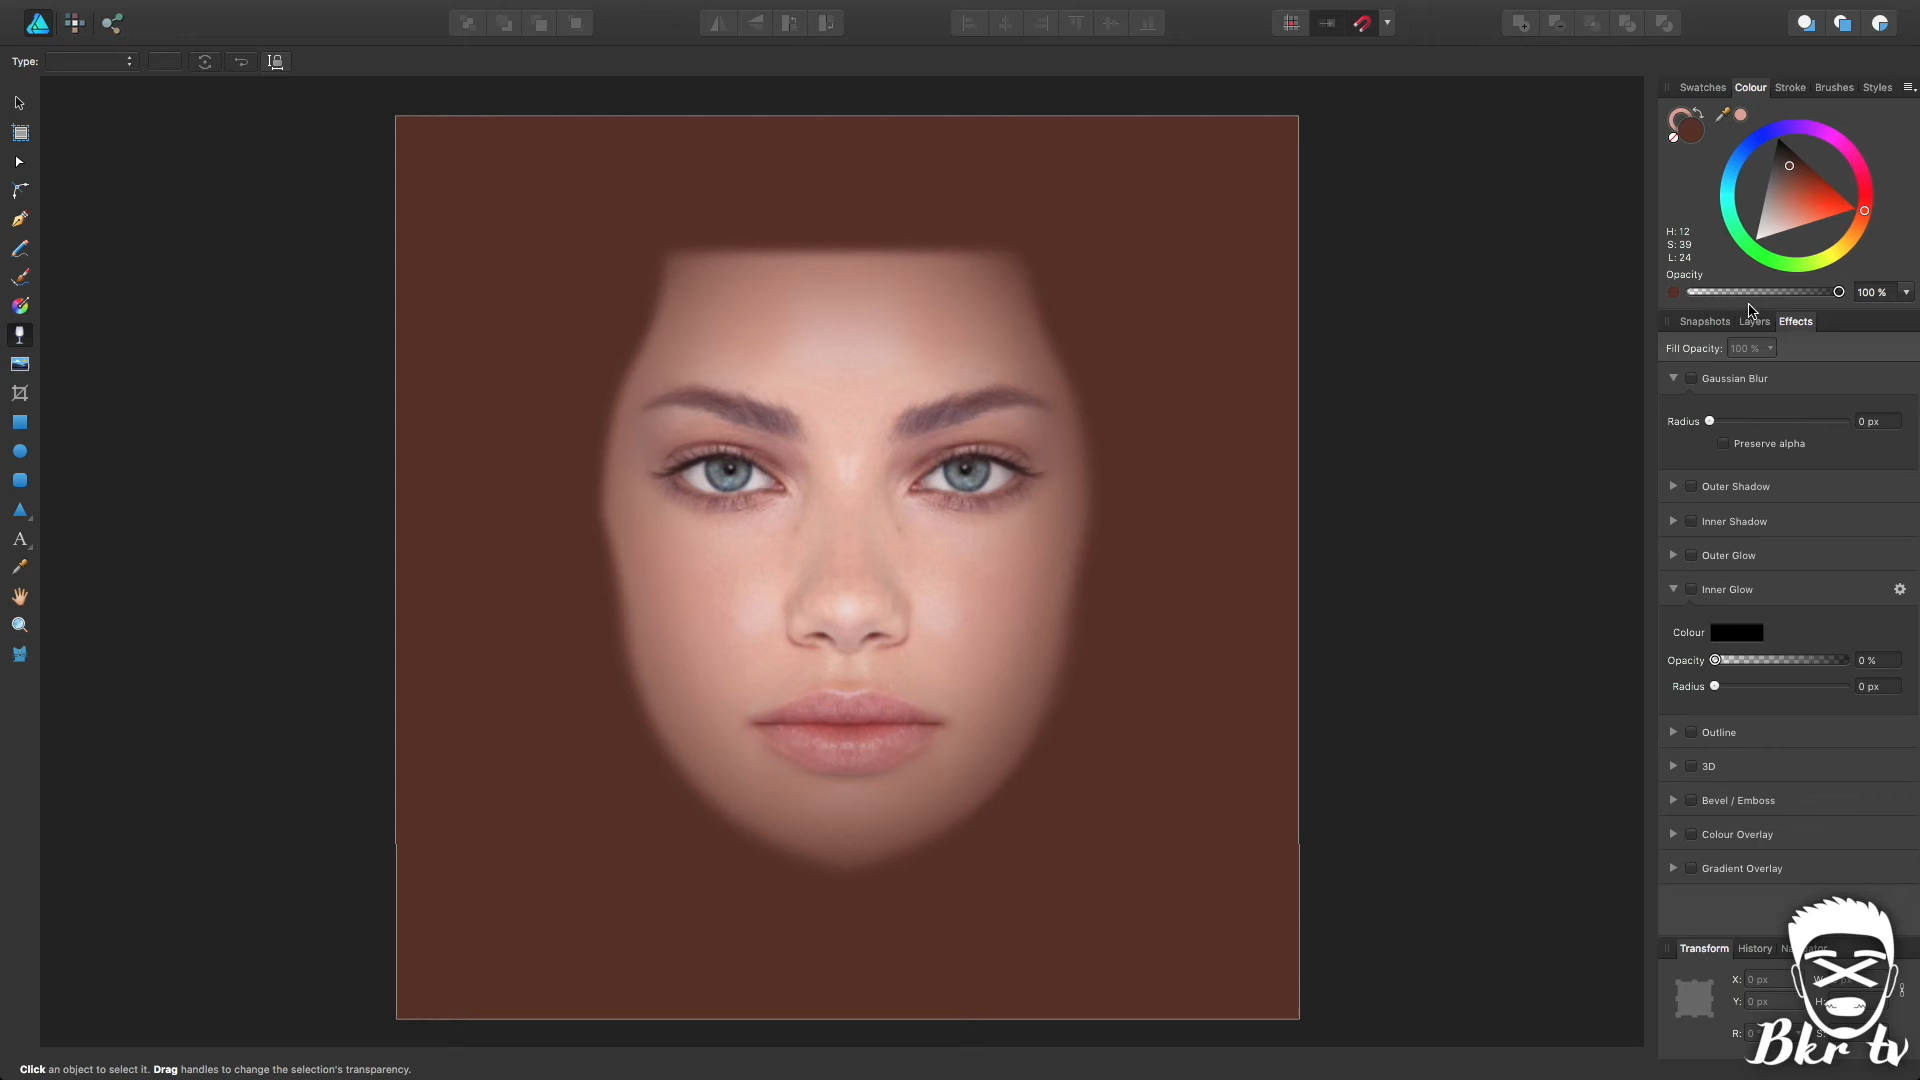 Type:
Swatches Colour Stroke Brushes Styles
H: 12
S: 39
L: 24
Opacity
100 %
Snapshots Layers Effects
Fill Opacity: 100 %
Gaussian Blur
Radius 0 px
Preserve alpha
Outer Shadow
Inner Shadow
Outer Glow
Inner Glow
Colour
Opacity 0 %
Radius 0 px
Outline
3D
Bevel / Emboss
Colour Overlay
Gradient Overlay
Transform History
X: 0 px
Y: 0 px H:
R:
Bkr tv
Click an object to select it. Drag handles to change the selection's transparency.